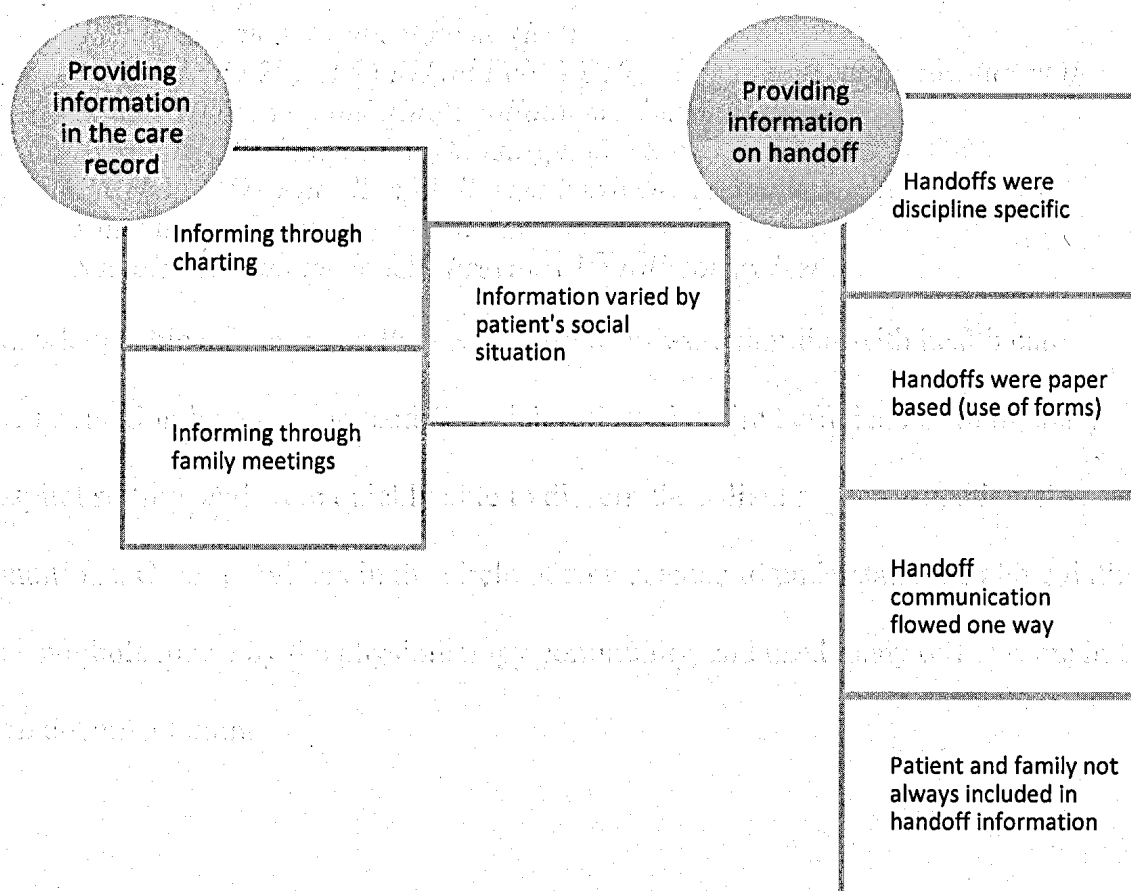 Providing
information
in the care
record
Informing through
charting
Informing through
family meetings
Information varied by
patient's social
situation
Providing
information
on handoff
Handoffs were
discipline specific
Handoffs were paper
based (use of forms)
Handoff
communication
flowed one way
Patient and family not
always included in
handoff information